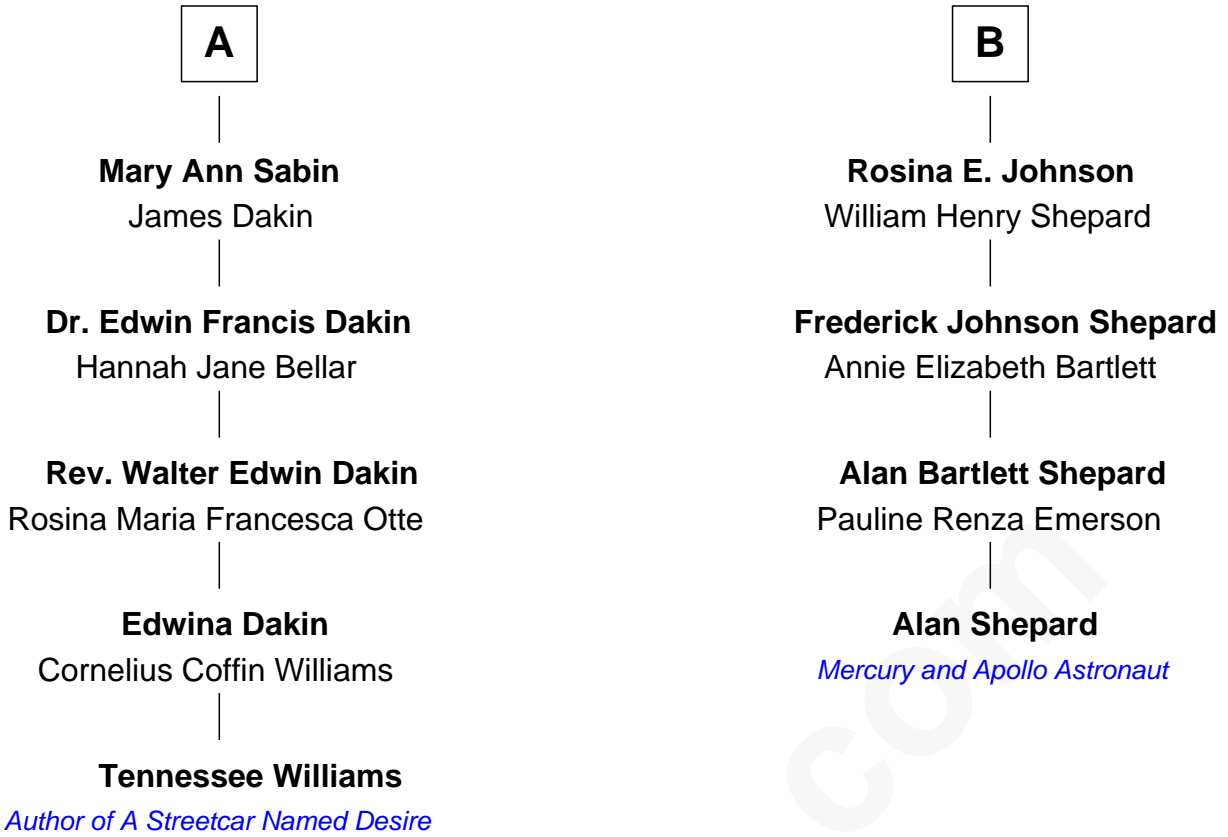 A
Mary Ann Sabin
James Dakin
Dr. Edwin Francis Dakin
Hannah Jane Bellar
Rev. Walter Edwin Dakin
Rosina Maria Francesca Otte
Edwina Dakin
Cornelius Coffin Williams
Tennessee Williams
Author of A Streetcar Named Desire
B
Rosina E. Johnson
William Henry Shepard
Frederick Johnson Shepard
Annie Elizabeth Bartlett
Alan Bartlett Shepard
Pauline Renza Emerson
Alan Shepard
Mercury and Apollo Astronaut
com